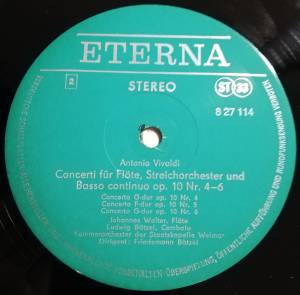 ETERNA
2
STEREO
ST 33
8 27 114
Antonio Vivaldi
Concerti für Flöte, Streichorchester und
Basso continuo op. 10 Nr. 4-6
Concerto G-dur op. 10 Nr. 4
Concerto F-dur op. 10 Nr. 5
Concerto G-dur op. 10 Nr. 6
Johannes Walter, Flöte
Ludwig Bätzel, Cembalo
Kammerorchester der Staatskapelle Weimar
Dirigent: Friedemann Bätzel
VORBEHALTEN ÜBERSPIELUNG, ÖFFENTLICHE AUFFÜHRUNG UND RUNDFUNKSENDUNG VERBOTEN